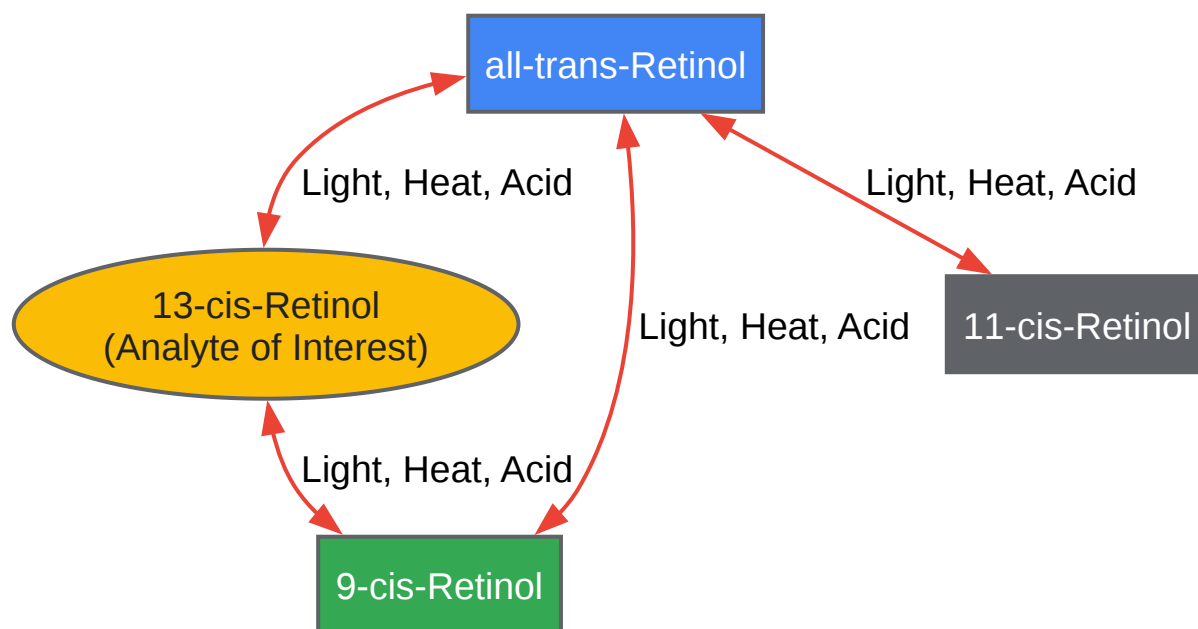 all-trans-Retinol
Light, Heat, Acid
Light, Heat, Acid
13-cis-Retinol
(Analyte of Interest)
Light, Heat, Acid
11-cis-Retinol
Light, Heat, Acid
9-cis-Retinol